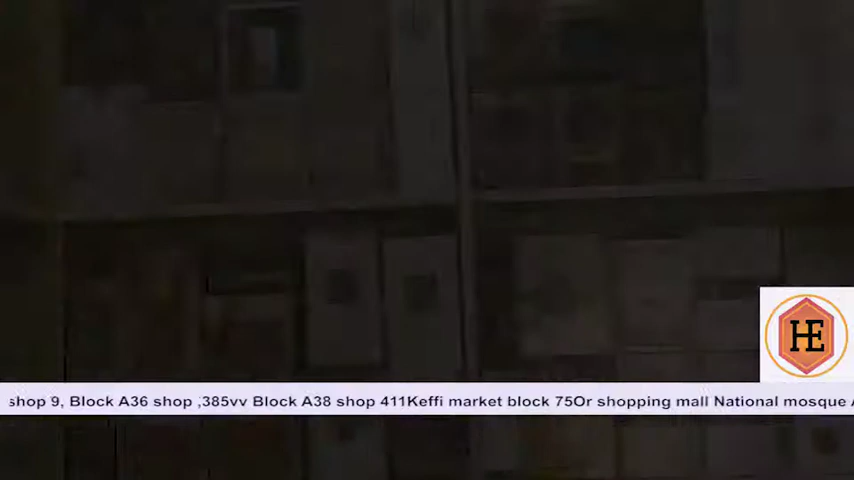 HE
shop 9, Block A36 shop ;385vv Block A38 shop 411Keffi market block 75Or shopping mall National mosque